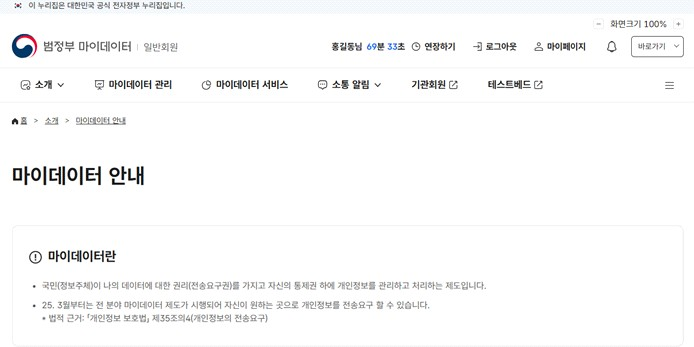 이 누리집은 대한민국 공식 전자정부 누리집입니다.
− 화면크기 100% +
범정부 마이데이터 | 일반회원
홍길동님 69분 33초 연장하기 로그아웃 마이페이지 바로가기
소개 마이데이터 관리 마이데이터 서비스 소통 알림 기관회원 테스트베드
홈 > 소개 > 마이데이터 안내
마이데이터 안내
마이데이터란
• 국민(정보주체)이 나의 데이터에 대한 권리(전송요구권)를 가지고 자신의 통제권 하에 개인정보를 관리하고 처리하는 제도입니다.
• 25. 3월부터는 전 분야 마이데이터 제도가 시행되어 자신이 원하는 곳으로 개인정보를 전송요구 할 수 있습니다.
* 법적 근거: 「개인정보 보호법」 제35조의4(개인정보의 전송요구)